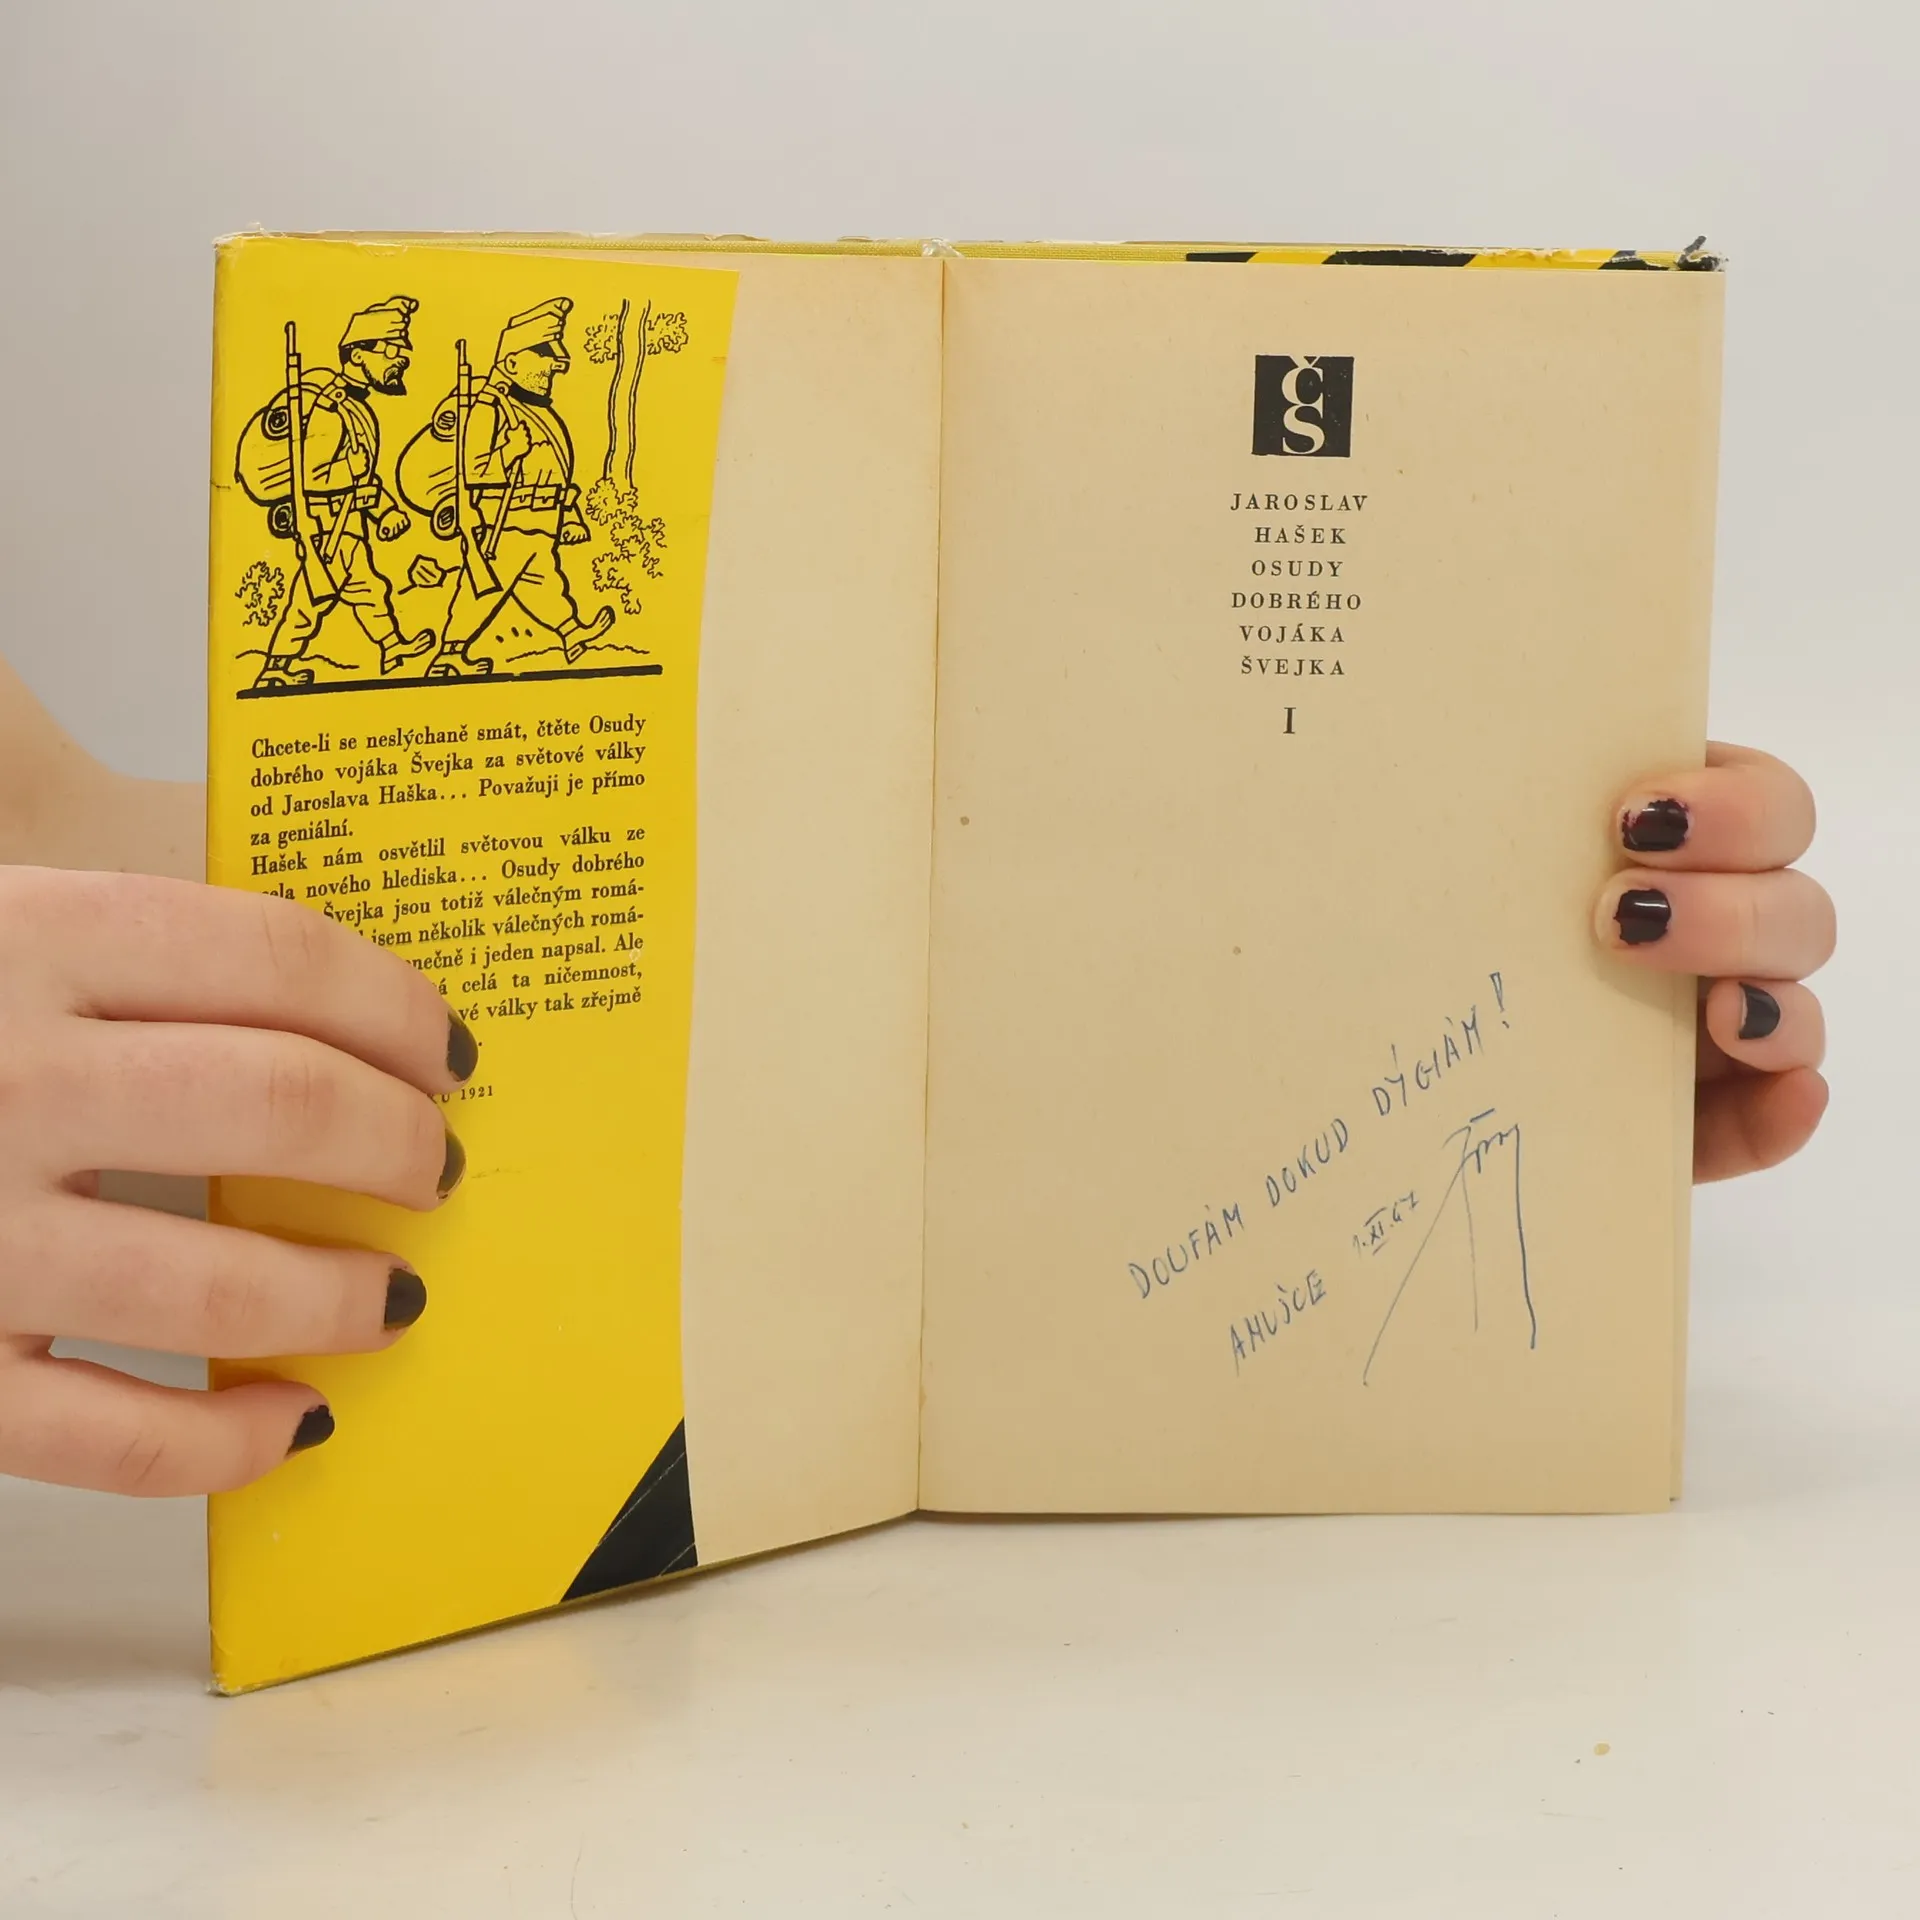 Chcete-li se neslýchaně smát, čtěte Osudy
dobrého vojáka Švejka za světové války
od Jaroslava Haška... Považuji je přímo
za geniální.
Hašek nám osvětlil světovou válku ze
nového hlediska... Osudy dobrého
Švejka jsou totiž válečným romá-
jsem několik válečných romá-
i jeden napsal. Ale
celá ta ničemnost,
války tak zřejmě
1921
ČS
JAROSLAV
HAŠEK
OSUDY
DOBRÉHO
VOJÁKA
ŠVEJKA
I
DOUFÁM DOKUD DÝCHÁM!
1.XI.67